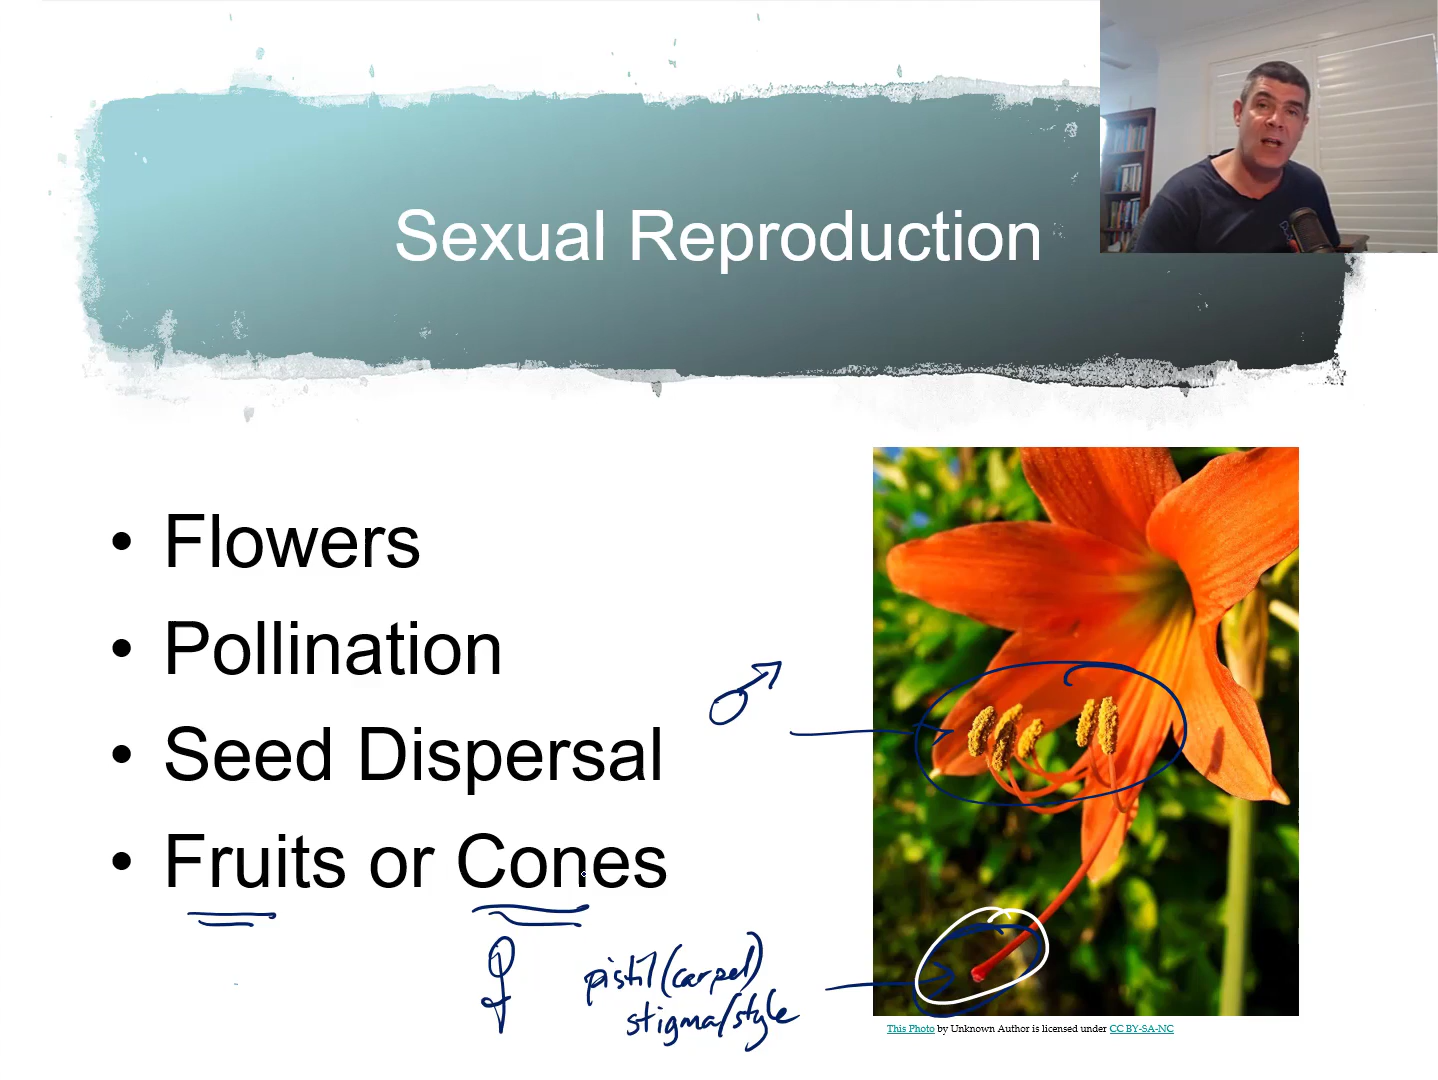 Sexual Reproduction
• Flowers
• Pollination
• Seed Dispersal
• Fruits or Cones
pistil (carpel)
stigma/style
This Photo by Unknown Author is licensed under CC BY-SA-NC